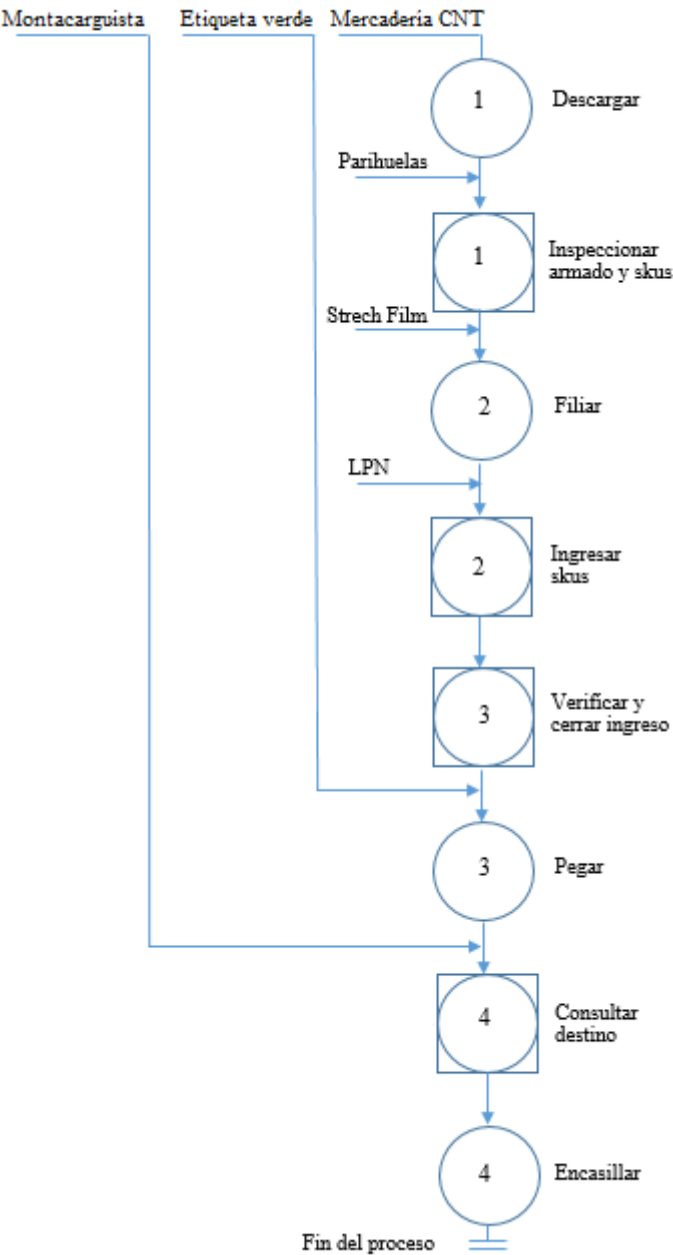 Montacarguista Etiqueta verde Mercadería CNT
1 Descargar
Parihuelas
1 Inspeccionar
armado y skus
Strech Film
2 Filiar
LPN
2 Ingresar
skus
3 Verificar y
cerrar ingreso
3 Pegar
4 Consultar
destino
4 Encasillar
Fin del proceso